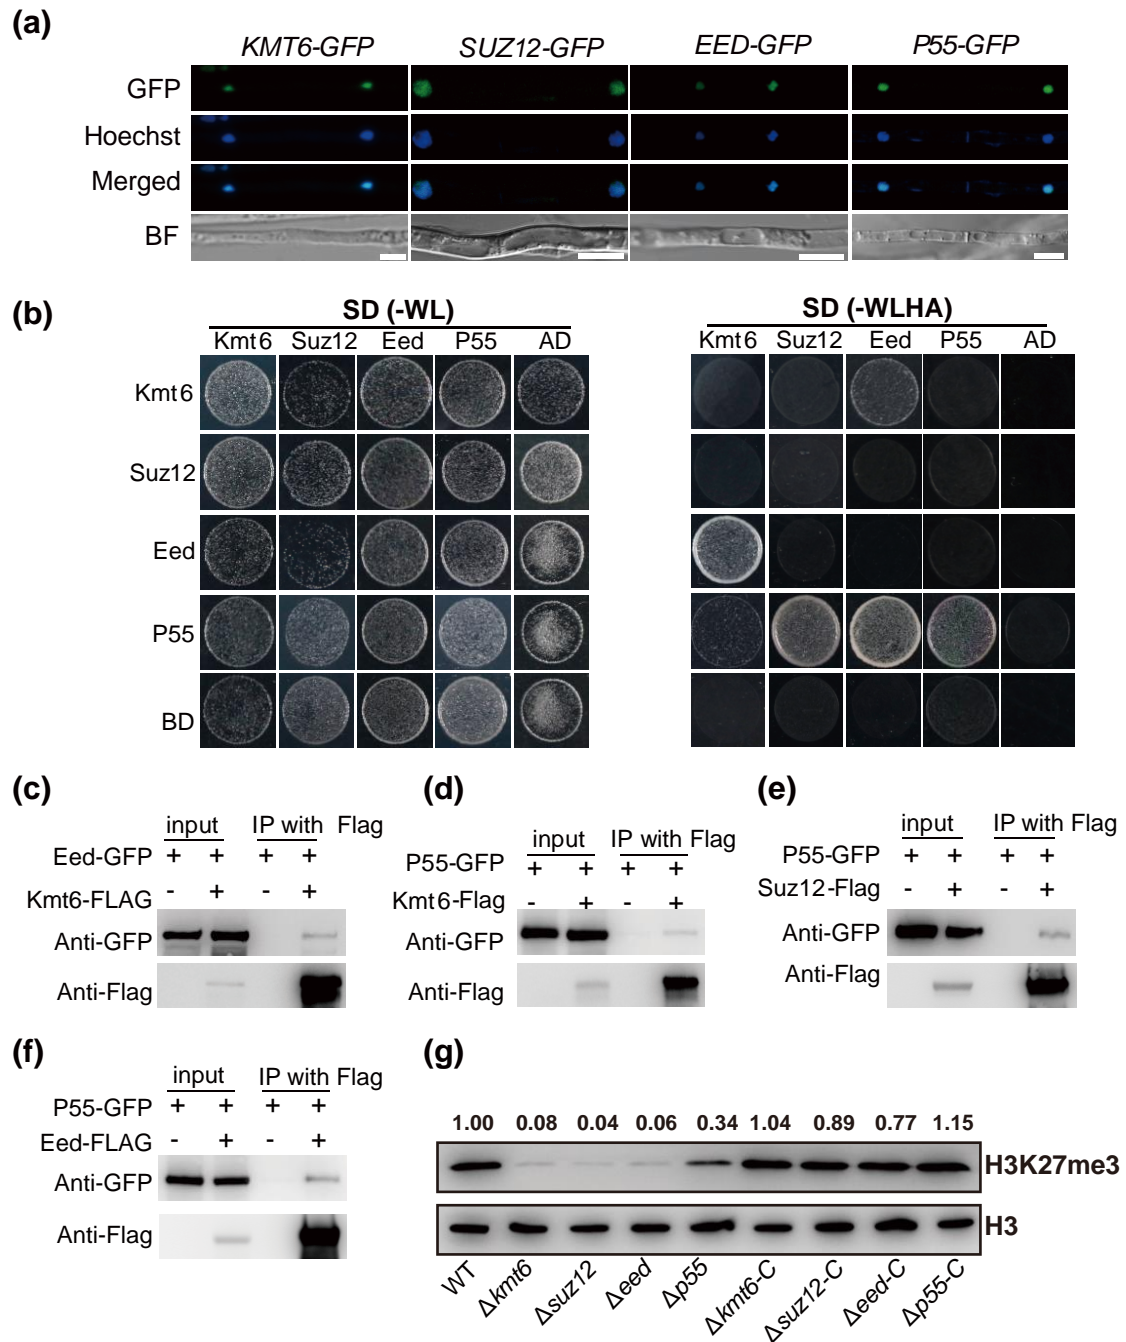 (a)
KMT6-GFP SUZ12-GFP EED-GFP P55-GFP
GFP
Hoechst
Merged
BF
(b)
SD (-WL)
Kmt6 Suz12 Eed P55 AD
Kmt6
Suz12
Eed
P55
BD
SD (-WLHA)
Kmt6 Suz12 Eed P55 AD
(c)
input IP with Flag
Eed-GFP + + + +
Kmt6-FLAG - + - +
Anti-GFP
Anti-Flag
(d)
input IP with Flag
P55-GFP + + + +
Kmt6-Flag - + - +
Anti-GFP
Anti-Flag
(e)
input IP with Flag
P55-GFP + + + +
Suz12-Flag - + - +
Anti-GFP
Anti-Flag
(f)
input IP with Flag
P55-GFP + + + +
Eed-FLAG - + - +
Anti-GFP
Anti-Flag
(g)
1.00 0.08 0.04 0.06 0.34 1.04 0.89 0.77 1.15
H3K27me3
H3
WT Δkmt6 Δsuz12 Δeed Δp55 Δkmt6-C Δsuz12-C Δeed-C Δp55-C